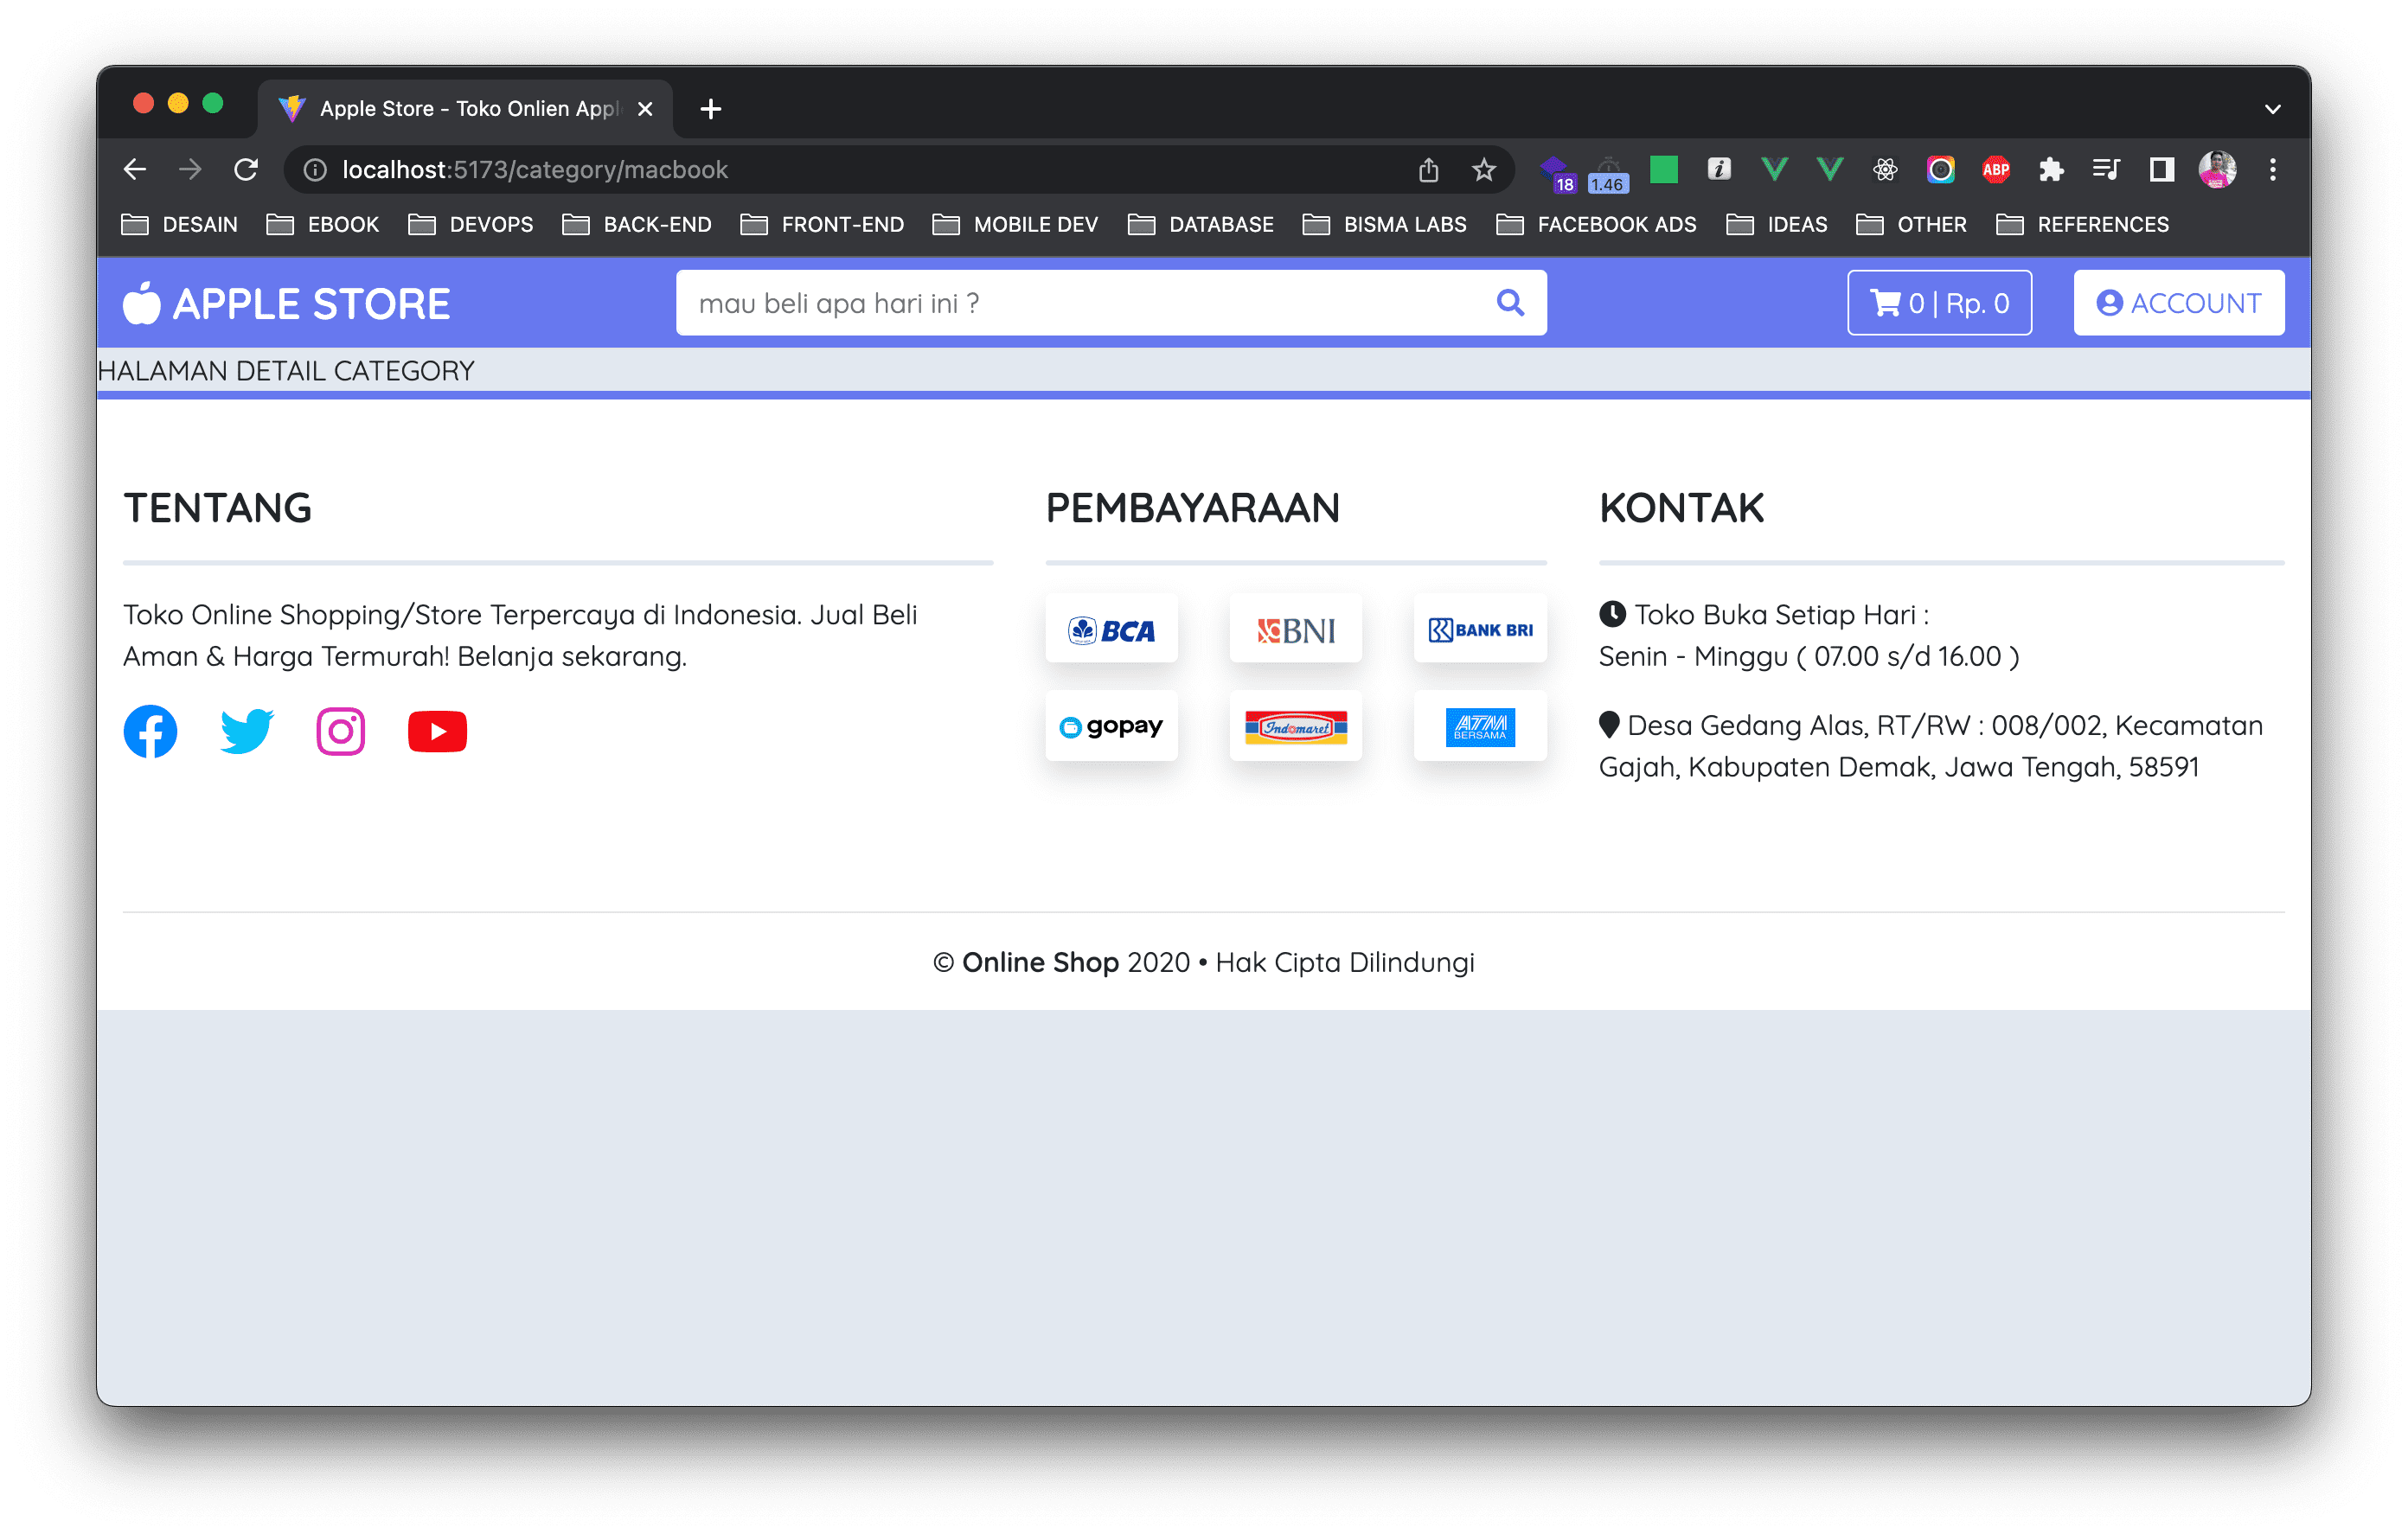 Apple Store - Toko Onlien Appl
localhost:5173/category/macbook
18
1.46
ABP
DESAIN EBOOK DEVOPS BACK-END FRONT-END MOBILE DEV DATABASE BISMA LABS FACEBOOK ADS IDEAS OTHER REFERENCES
APPLE STORE
mau beli apa hari ini ?
0 | Rp. 0
ACCOUNT
HALAMAN DETAIL CATEGORY
TENTANG
Toko Online Shopping/Store Terpercaya di Indonesia. Jual Beli
Aman & Harga Termurah! Belanja sekarang.
PEMBAYARAAN
BCA
BNI
BANK BRI
gopay
Indomaret
ATM
BERSAMA
KONTAK
Toko Buka Setiap Hari :
Senin - Minggu ( 07.00 s/d 16.00 )
Desa Gedang Alas, RT/RW : 008/002, Kecamatan
Gajah, Kabupaten Demak, Jawa Tengah, 58591
© Online Shop 2020 • Hak Cipta Dilindungi